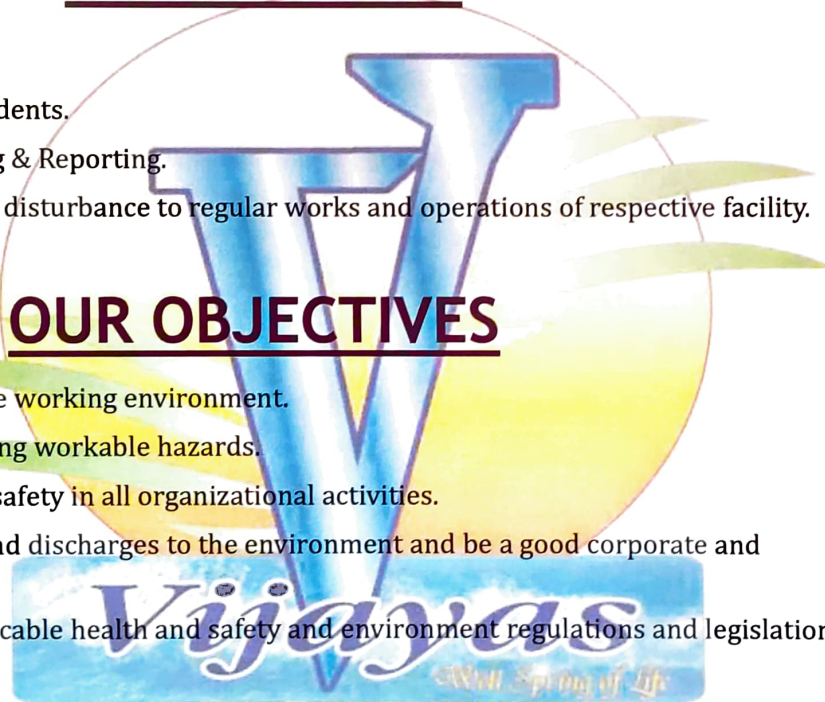 dents.
g & Reporting.
disturbance to regular works and operations of respective facility.
OUR OBJECTIVES
e working environment.
ng workable hazards.
safety in all organizational activities.
nd discharges to the environment and be a good corporate and
Vijayas
cable health and safety and environment regulations and legislation
Well Spring of Life